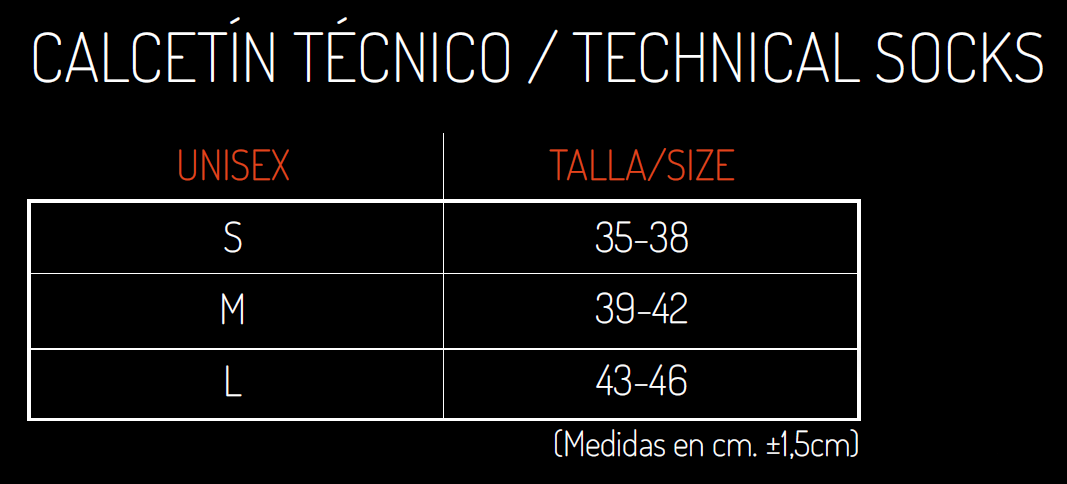 CALCETÍN TÉCNICO / TECHNICAL SOCKS
UNISEX TALLA/SIZE
S 35-38
M 39-42
L 43-46
(Medidas en cm. ±1,5cm)